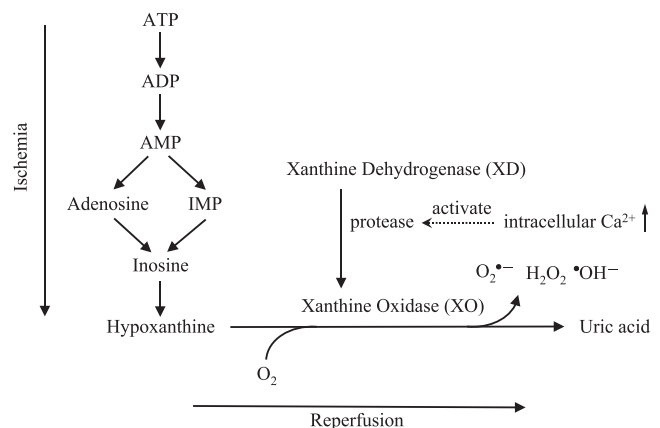 ATP
ADP
AMP
Ischemia
Xanthine Dehydrogenase (XD)
Adenosine IMP
protease activate intracellular Ca²⁺
Inosine
O₂•− H₂O₂ •OH−
Xanthine Oxidase (XO)
Hypoxanthine
Uric acid
O₂
Reperfusion